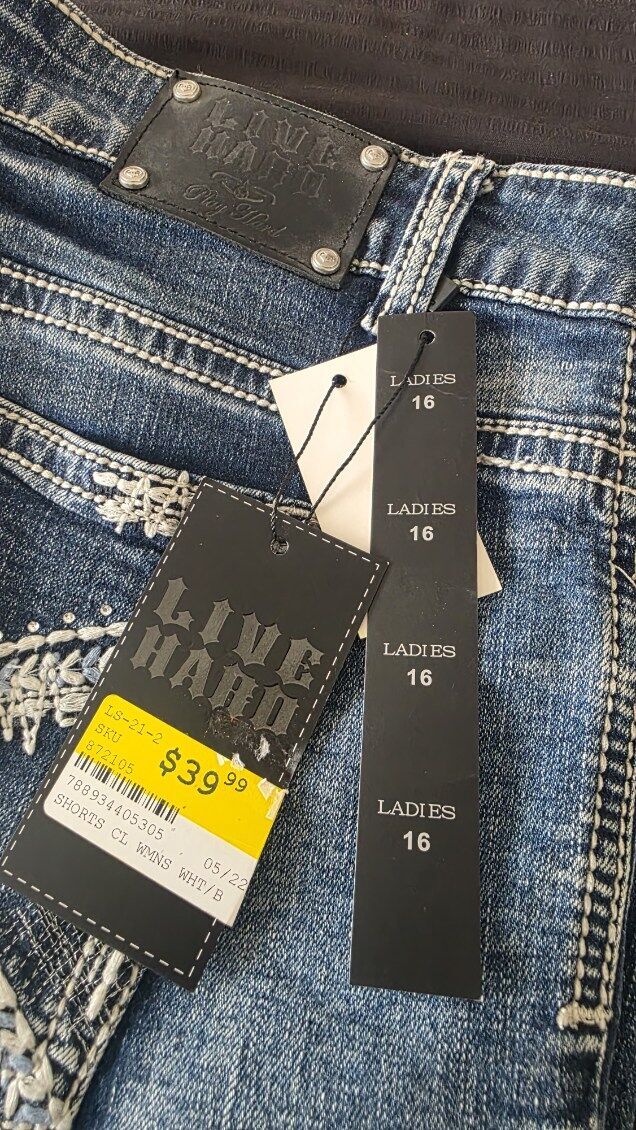 LIVE
HARD
Play Hard
LADIES
16
LADIES
16
LADIES
16
LADIES
16
LIVE
HARD
LS-21-2
SKU
872105
$39.99
788934405305
05/22
SHORTS CL WMNS WHT/B